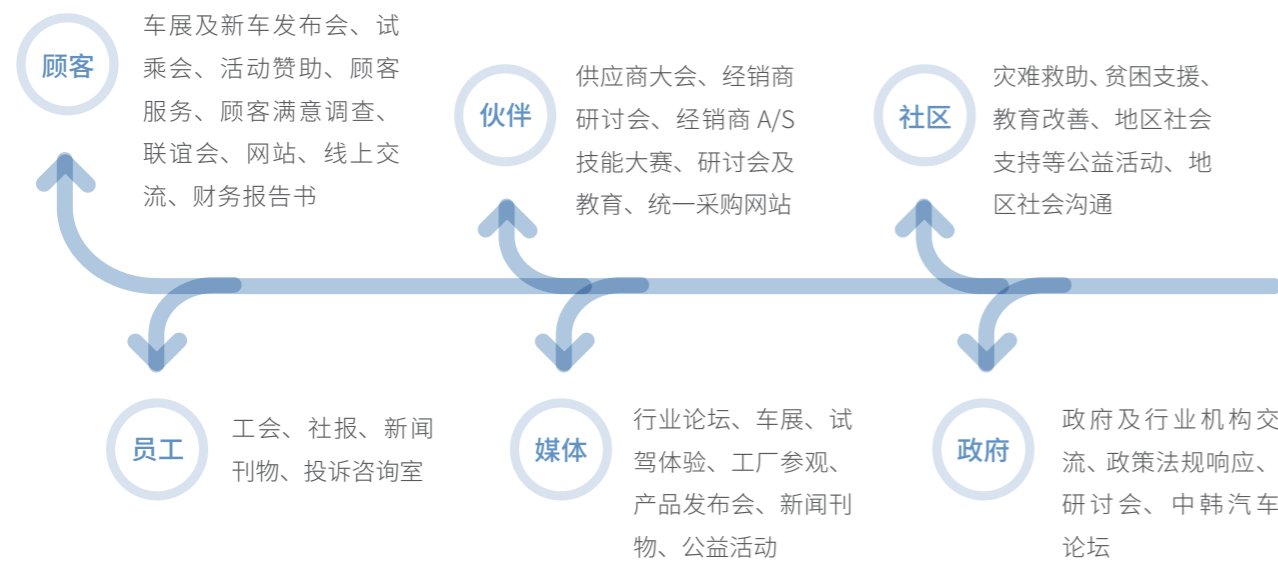 顾客
车展及新车发布会、试
乘会、活动赞助、顾客
服务、顾客满意调查、
联谊会、网站、线上交
流、财务报告书
伙伴
供应商大会、经销商
研讨会、经销商 A/S
技能大赛、研讨会及
教育、统一采购网站
社区
灾难救助、贫困支援、
教育改善、地区社会
支持等公益活动、地
区社会沟通
员工
工会、社报、新闻
刊物、投诉咨询室
媒体
行业论坛、车展、试
驾体验、工厂参观、
产品发布会、新闻刊
物、公益活动
政府
政府及行业机构交
流、政策法规响应、
研讨会、中韩汽车
论坛